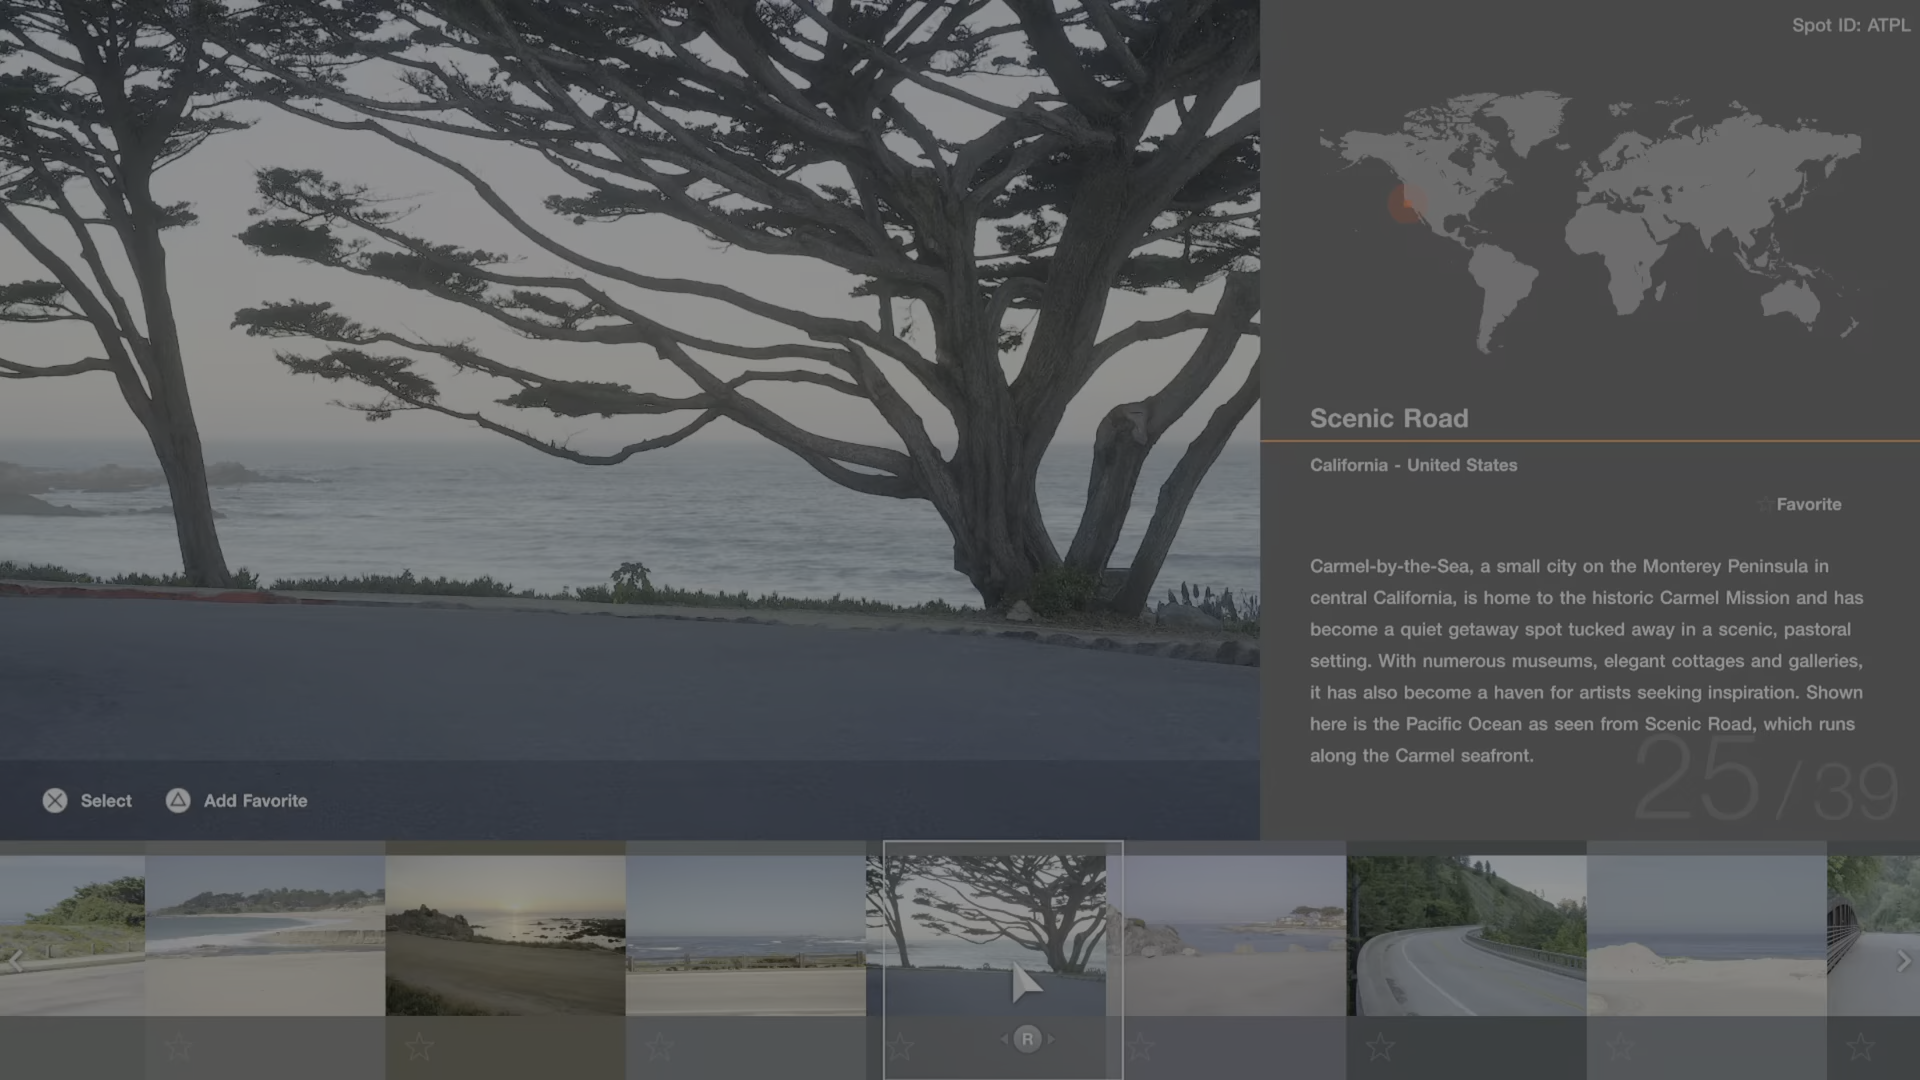 Spot ID: ATPL
Scenic Road
California - United States
Favorite
Carmel-by-the-Sea, a small city on the Monterey Peninsula in
central California, is home to the historic Carmel Mission and has
become a quiet getaway spot tucked away in a scenic, pastoral
setting. With numerous museums, elegant cottages and galleries,
it has also become a haven for artists seeking inspiration. Shown
here is the Pacific Ocean as seen from Scenic Road, which runs
along the Carmel seafront.
25/39
Select
Add Favorite
R